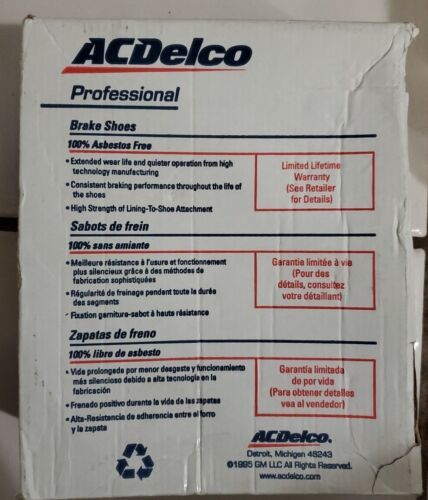 ACDelco
Professional
Brake Shoes
100% Asbestos Free
• Extended wear life and quieter operation from high
technology manufacturing
• Consistent braking performance throughout the life of
the shoes
• High Strength of Lining-To-Shoe Attachment
Limited Lifetime
Warranty
(See Retailer
for Details)
Sabots de frein
100% sans amiante
• Meilleure résistance à l'usure et fonctionnement
plus silencieux grâce à des méthodes de
fabrication sophistiquées
• Régularité de freinage pendant toute la durée
des segments
• Fixation garniture-sabot à haute résistance
Garantie limitée à vie
(Pour des
détails, consultez
votre détaillant)
Zapatas de freno
100% libre de asbesto
• Vida prolongada por menor desgaste y funcionamiento
más silencioso debido a alta tecnología en la
fabricación
• Frenado positivo durante la vida de las zapatas
• Alta-Resistencia de adherencia entre el forro
y la zapata
Garantía limitada
de por vida
(Para obtener detalles
vea al vendedor)
ACDelco.
Detroit, Michigan 48243
©1995 GM LLC All Rights Reserved.
www.acdelco.com